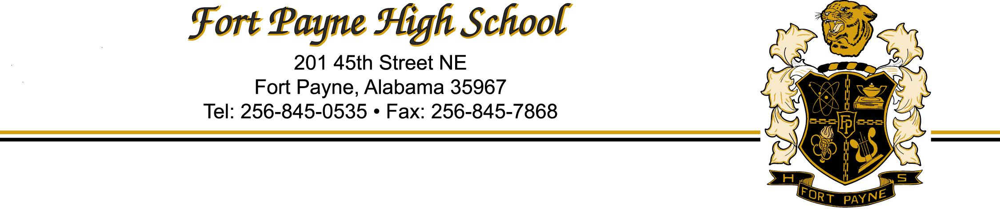 Fort Payne High School
201 45th Street NE
Fort Payne, Alabama 35967
Tel: 256-845-0535 • Fax: 256-845-7868
FP
H S
FORT PAYNE